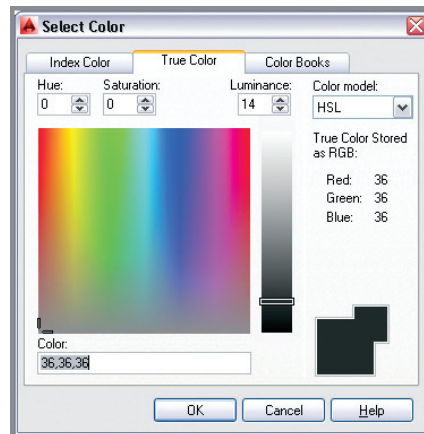 Select Color
Index Color True Color Color Books
Hue: Saturation: Luminance: Color model:
0 0 14 HSL
True Color Stored
as RGB:
Red: 36
Green: 36
Blue: 36
Color:
36,36,36
OK Cancel Help